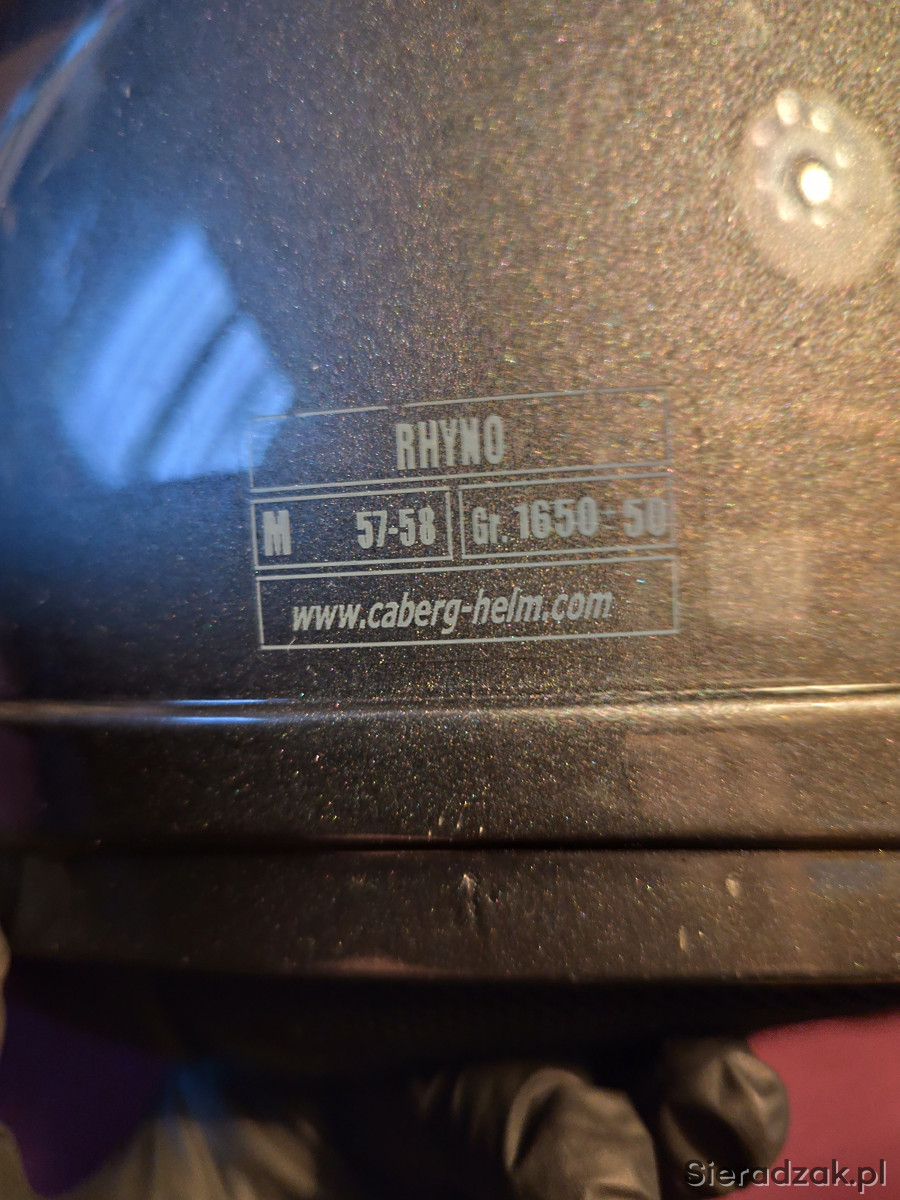 RHYNO
M 57-58 Gr. 1650 ± 50
www.caberg-helm.com
Sieradzak.pl